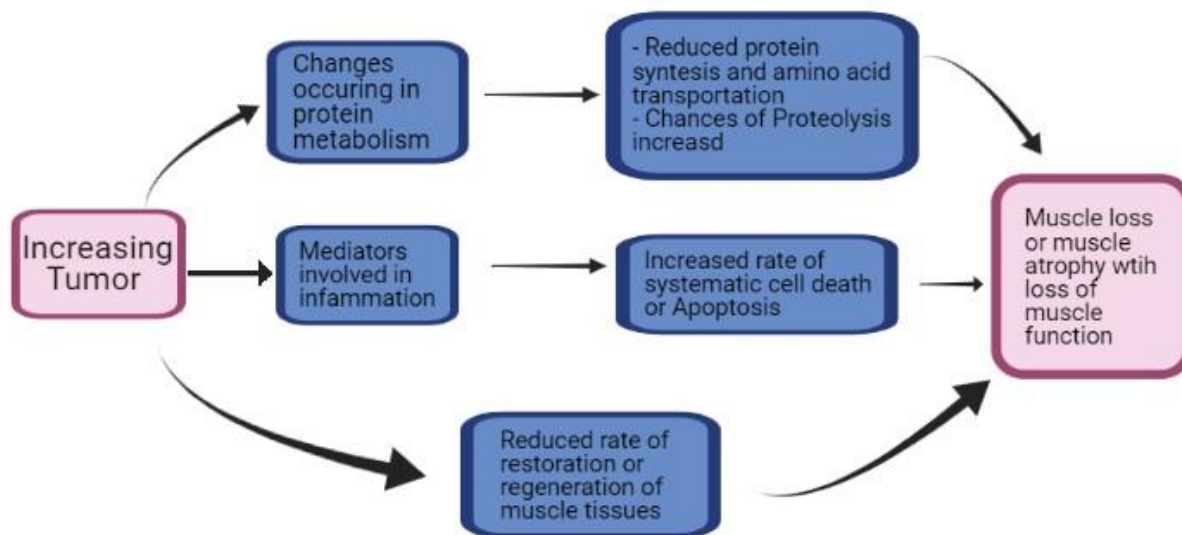 Changes
occuring in
protein
metabolism
- Reduced protein
syntesis and amino acid
transportation
- Chances of Proteolysis
increasd
Increasing
Tumor
Mediators
involved in
infammation
Increased rate of
systematic cell death
or Apoptosis
Muscle loss
or muscle
atrophy wtih
loss of
muscle
function
Reduced rate of
restoration or
regeneration of
muscle tissues